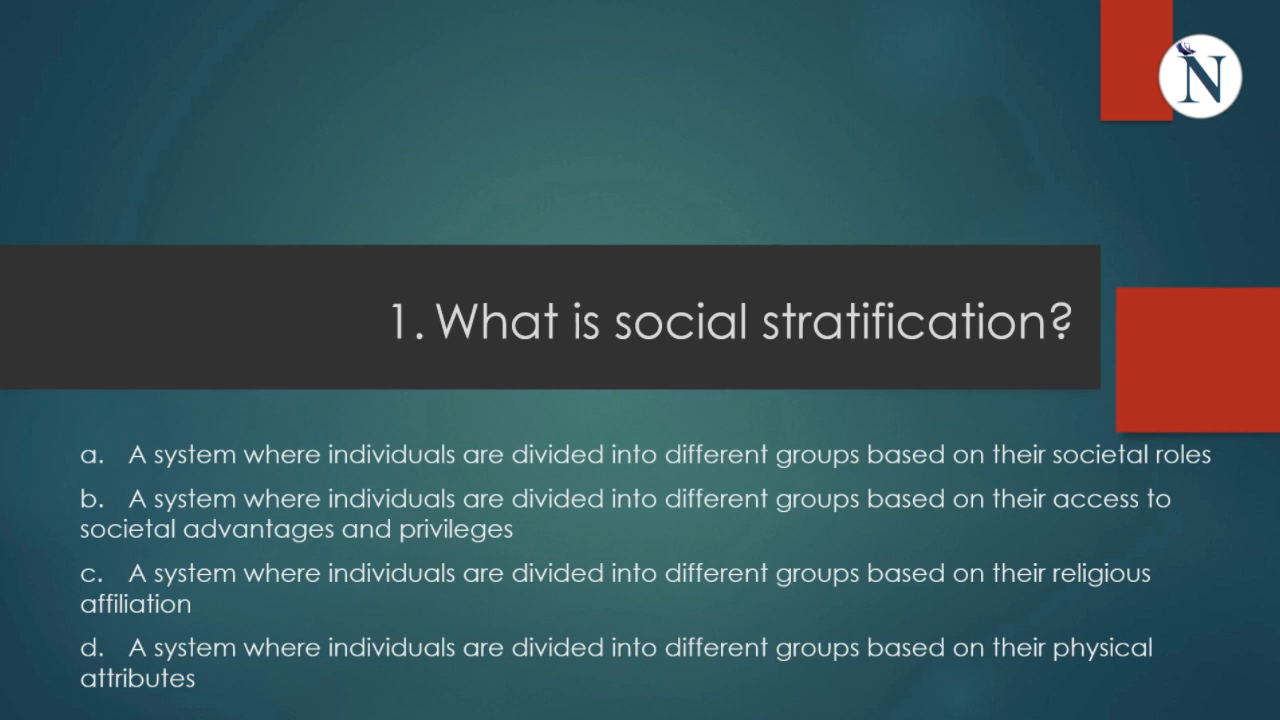 N
1. What is social stratification?
a. A system where individuals are divided into different groups based on their societal roles
b. A system where individuals are divided into different groups based on their access to
societal advantages and privileges
c. A system where individuals are divided into different groups based on their religious
affiliation
d. A system where individuals are divided into different groups based on their physical
attributes